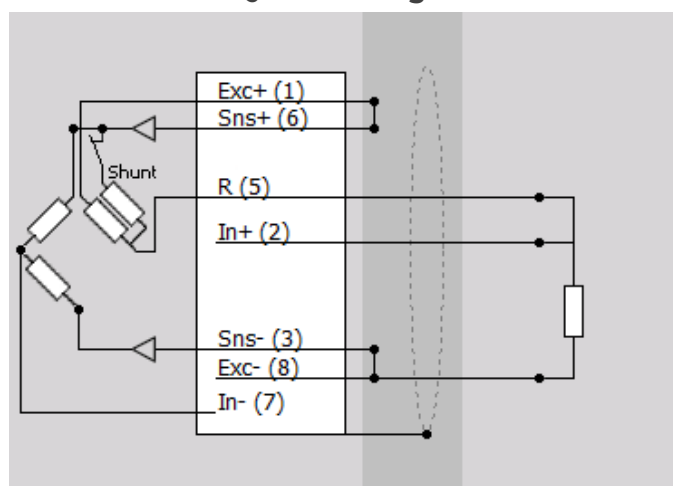 Exc+ (1)
Sns+ (6)
Shunt
R (5)
In+ (2)
Sns- (3)
Exc- (8)
In- (7)